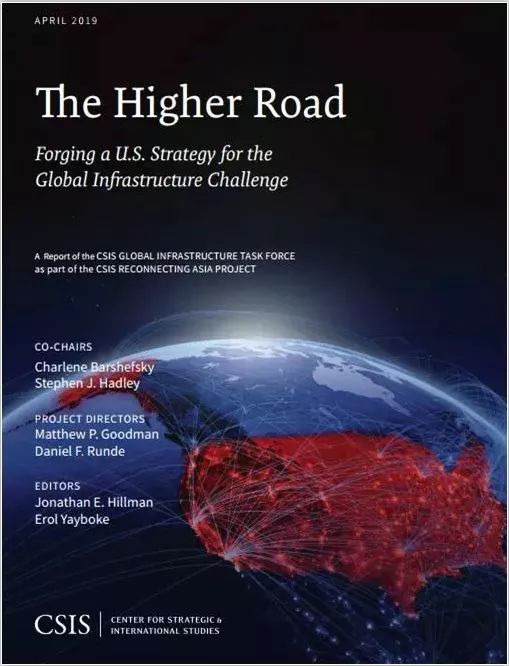 APRIL 2019
The Higher Road
Forging a U.S. Strategy for the
Global Infrastructure Challenge
A Report of the CSIS GLOBAL INFRASTRUCTURE TASK FORCE
as part of the CSIS RECONNECTING ASIA PROJECT
CO-CHAIRS
Charlene Barshefsky
Stephen J. Hadley
PROJECT DIRECTORS
Matthew P. Goodman
Daniel F. Runde
EDITORS
Jonathan E. Hillman
Erol Yayboke
CSIS | CENTER FOR STRATEGIC &
INTERNATIONAL STUDIES